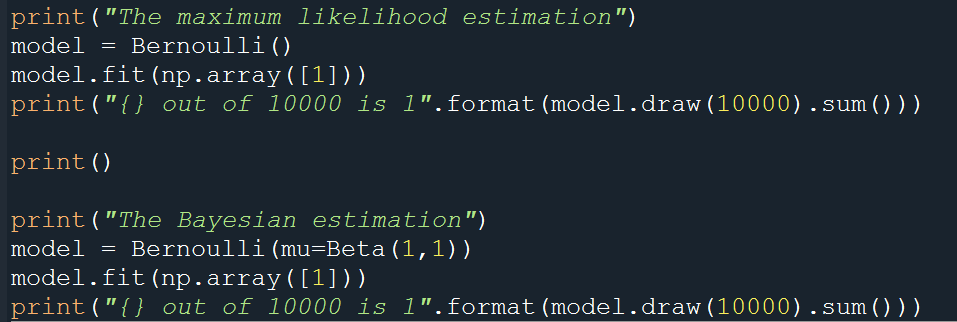 print("The maximum likelihood estimation")
model = Bernoulli()
model.fit(np.array([1]))
print("{} out of 10000 is 1".format(model.draw(10000).sum()))
print()
print("The Bayesian estimation")
model = Bernoulli(mu=Beta(1,1))
model.fit(np.array([1]))
print("{} out of 10000 is 1".format(model.draw(10000).sum()))